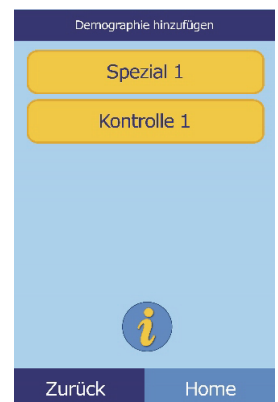 Demographie hinzufügen
Spezial 1
Kontrolle 1
i
Zurück Home